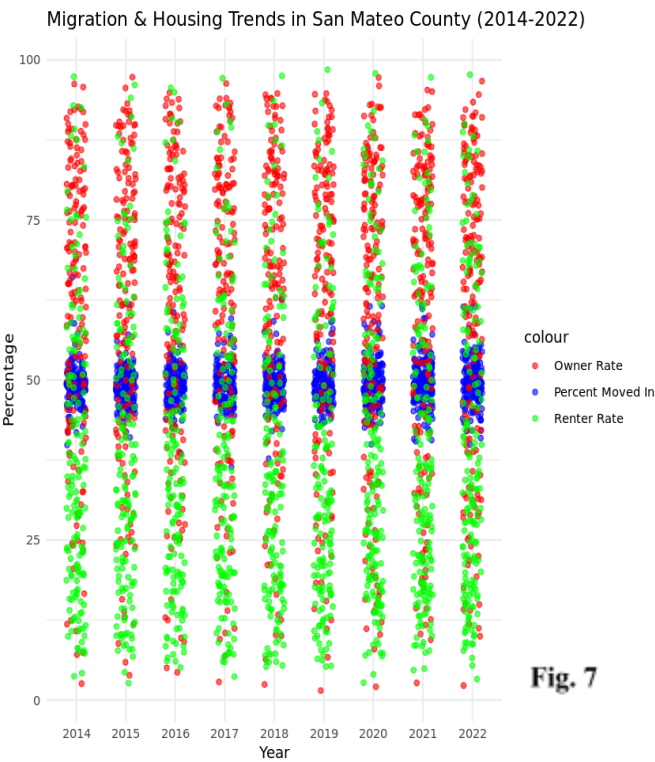 Migration & Housing Trends in San Mateo County (2014-2022)
100
75
50
25
0
Percentage
2014 2015 2016 2017 2018 2019 2020 2021 2022
Year
colour
Owner Rate
Percent Moved In
Renter Rate
Fig. 7